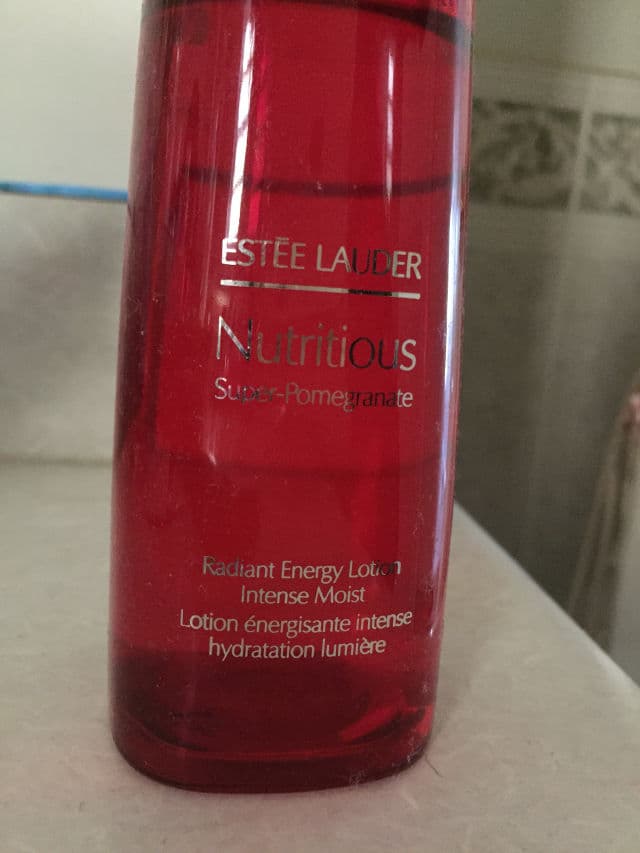 ESTĒE LAUDER
Nutritious
Super-Pomegranate
Radiant Energy Lotion
Intense Moist
Lotion énergisante intense
hydratation lumière